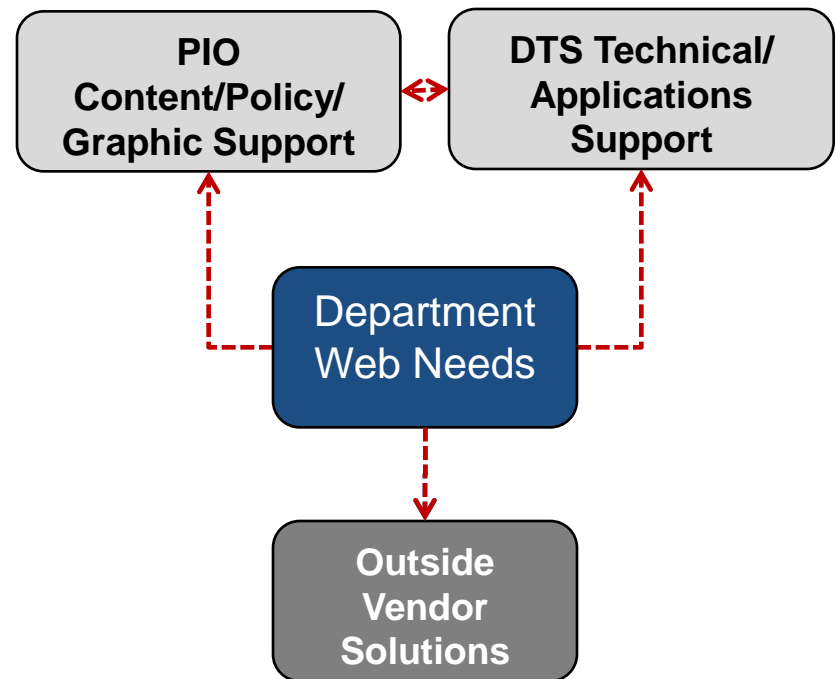 PIO
Content/Policy/
Graphic Support
DTS Technical/
Applications
Support
Department
Web Needs
Outside
Vendor
Solutions